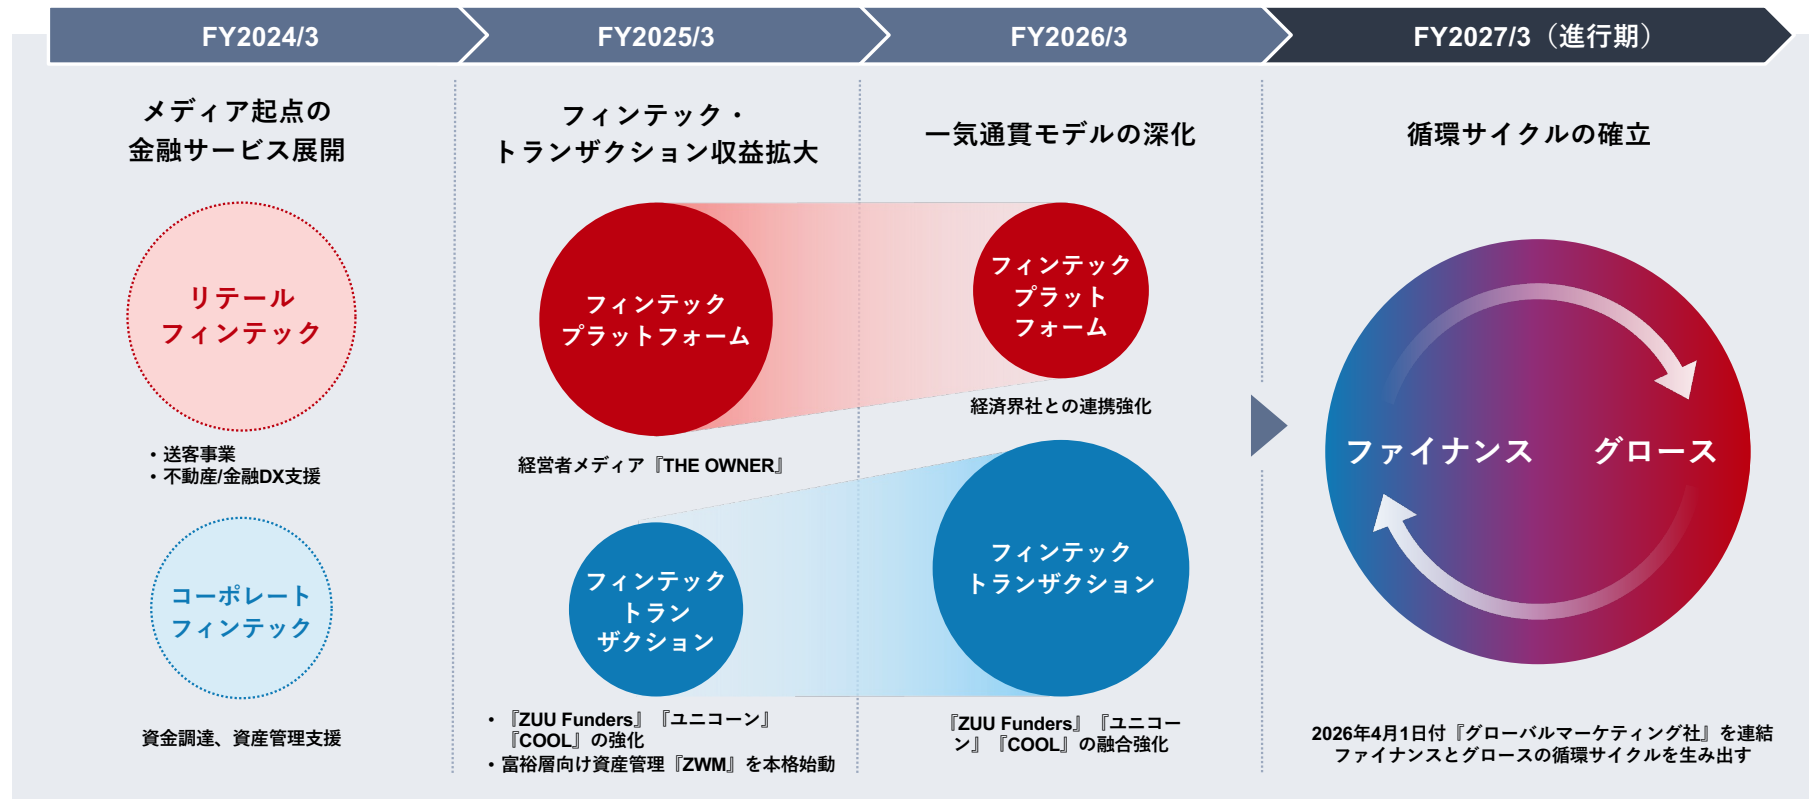 FY2024/3
FY2025/3
FY2026/3
FY2027/3（進行期）
メディア起点の
金融サービス展開
リテール
フィンテック
・送客事業
・不動産/金融DX支援
コーポレート
フィンテック
資金調達、資産管理支援
フィンテック・
トランザクション収益拡大
フィンテック
プラットフォーム
経営者メディア『THE OWNER』
フィンテック
トラン
ザクション
・『ZUU Funders』『ユニコーン』
『COOL』の強化
・富裕層向け資産管理『ZWM』を本格始動
一気通貫モデルの深化
フィンテック
プラット
フォーム
経済界社との連携強化
フィンテック
トランザクション
『ZUU Funders』『ユニコー
ン』『COOL』の融合強化
循環サイクルの確立
ファイナンス
グロース
2026年4月1日付『グローバルマーケティング社』を連結
ファイナンスとグロースの循環サイクルを生み出す